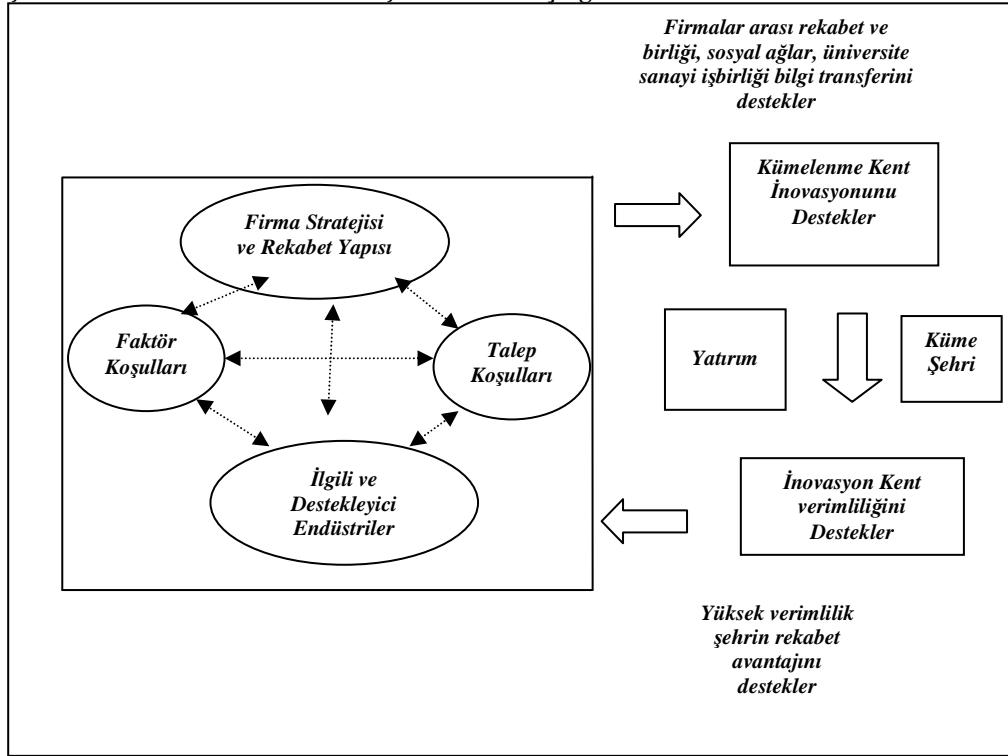 Firmalar arası rekabet ve
birliği, sosyal ağlar, üniversite
sanayi işbirliği bilgi transferini
destekler
Kümelenme Kent
İnovasyonunu
Destekler
Firma Stratejisi
ve Rekabet Yapısı
Faktör
Koşulları
Talep
Koşulları
Yatırım
Küme
Şehri
İlgili ve
Destekleyici
Endüstriler
İnovasyon Kent
verimliliğini
Destekler
Yüksek verimlilik
şehrin rekabet
avantajını
destekler